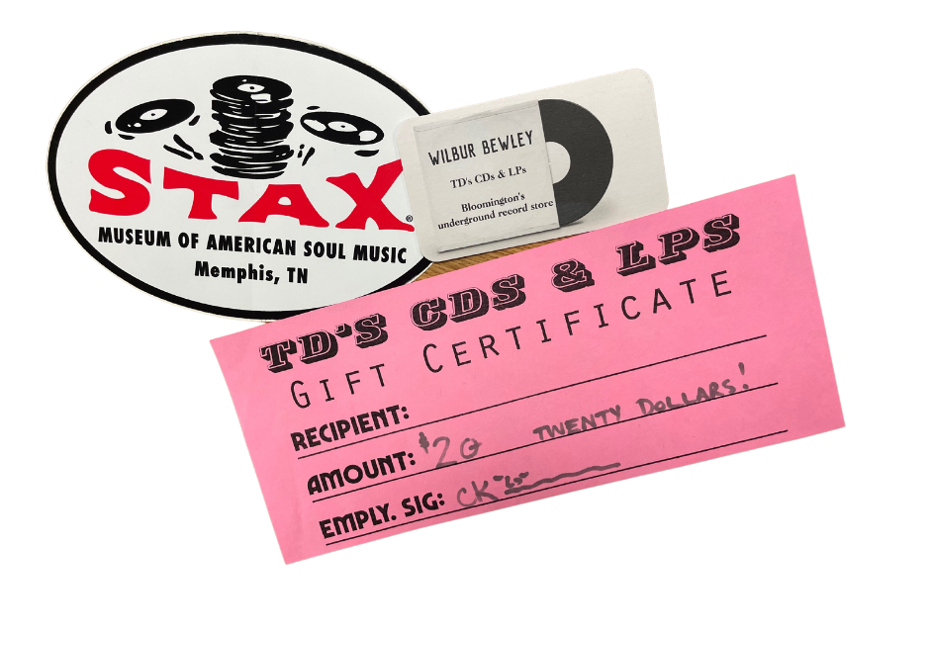 STAX®
MUSEUM OF AMERICAN SOUL MUSIC
Memphis, TN
WILBUR BEWLEY
TD's CDs & LPs
Bloomington's
underground record store
TD'S CDS & LPS
GIFT CERTIFICATE
RECIPIENT:
AMOUNT: $20 TWENTY DOLLARS!
EMPLY. SIG: CK